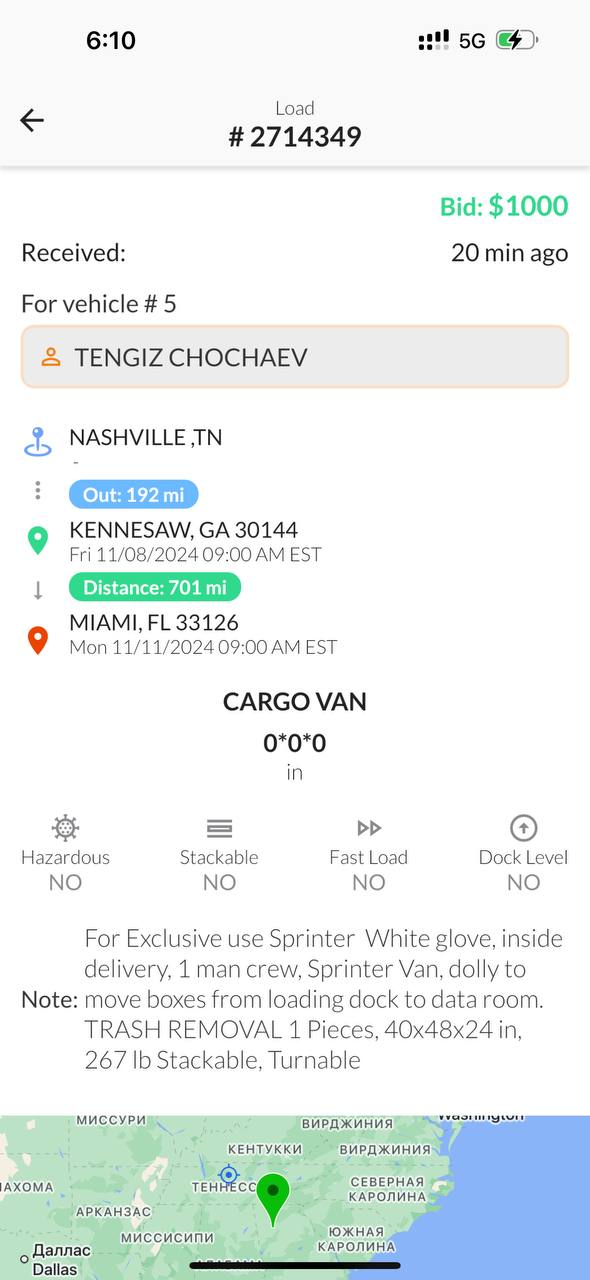 6:10
5G
Load
# 2714349
Bid: $1000
Received:
20 min ago
For vehicle # 5
TENGIZ CHOCHAEV
NASHVILLE ,TN
-
Out: 192 mi
KENNESAW, GA 30144
Fri 11/08/2024 09:00 AM EST
Distance: 701 mi
MIAMI, FL 33126
Mon 11/11/2024 09:00 AM EST
CARGO VAN
0*0*0
in
Hazardous
NO
Stackable
NO
Fast Load
NO
Dock Level
NO
Note:
For Exclusive use Sprinter  White glove, inside
delivery, 1 man crew, Sprinter Van, dolly to
move boxes from loading dock to data room.
TRASH REMOVAL 1 Pieces, 40x48x24 in,
267 lb Stackable, Turnable
Washington
МИССУРИ
ВИРДЖИНИЯ
КЕНТУККИ
ВИРДЖИНИЯ
АХОМА
ТЕННЕСС
СЕВЕРНАЯ
КАРОЛИНА
АРКАНЗАС
МИССИСИПИ
ЮЖНАЯ
КАРОЛИНА
Даллас
Dallas